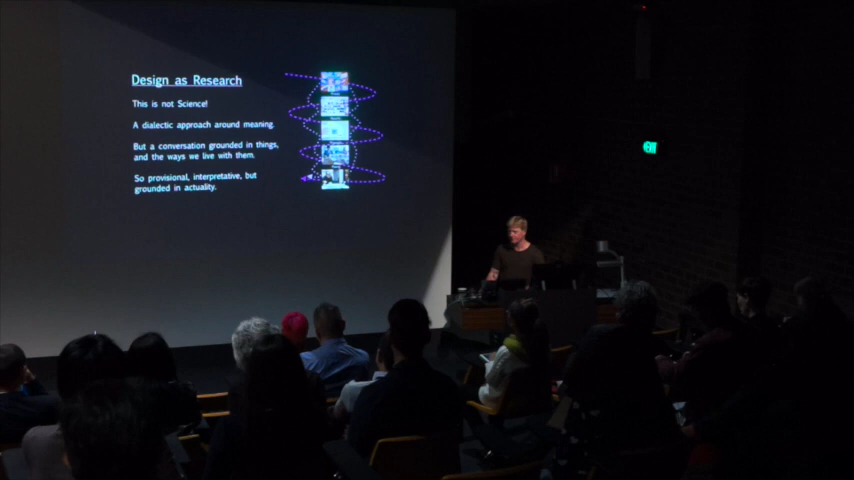 Design as Research
This is not Science!
A dialectic approach around meaning.
But a conversation grounded in things,
and the ways we live with them.
So provisional, interpretative, but
grounded in actuality.
EXIT